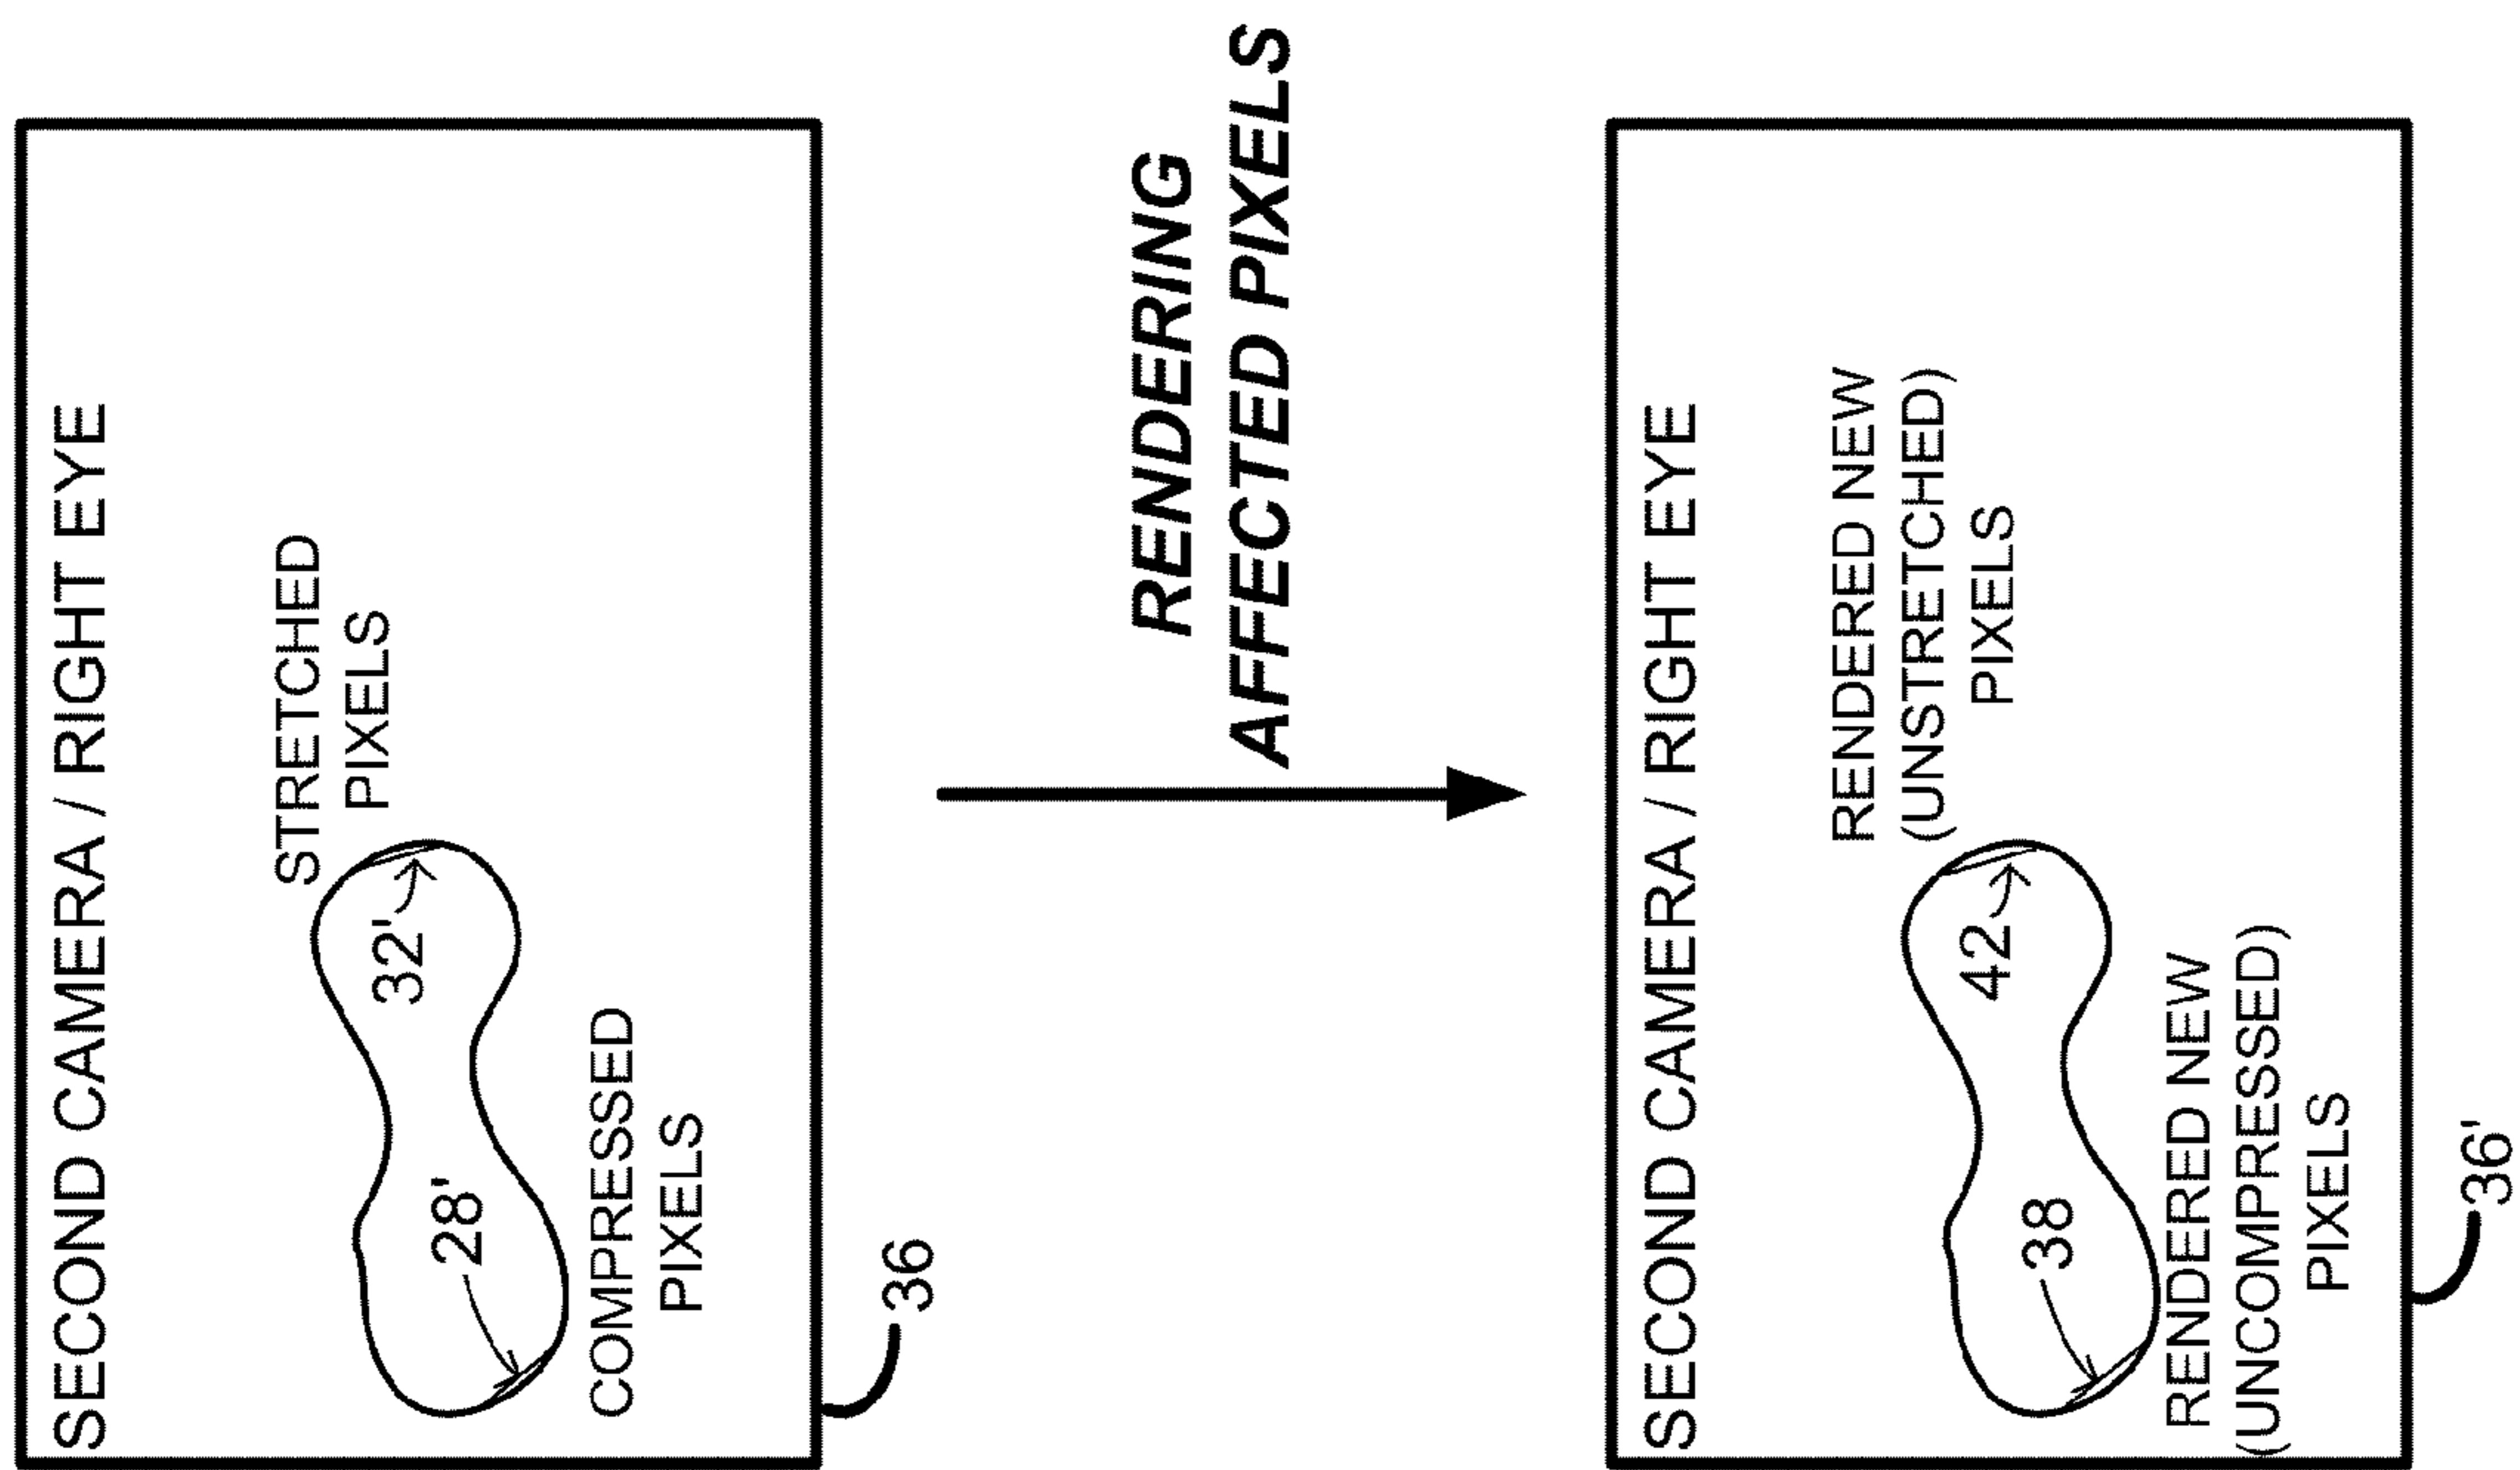 SECOND CAMERA / RIGHT EYE
STRETCHED
PIXELS
32'
28'
COMPRESSED
PIXELS
36
RENDERING
AFFECTED PIXELS
SECOND CAMERA / RIGHT EYE
RENDERED NEW
(UNSTRETCHED)
PIXELS
42
38
RENDERED NEW
(UNCOMPRESSED)
PIXELS
36'